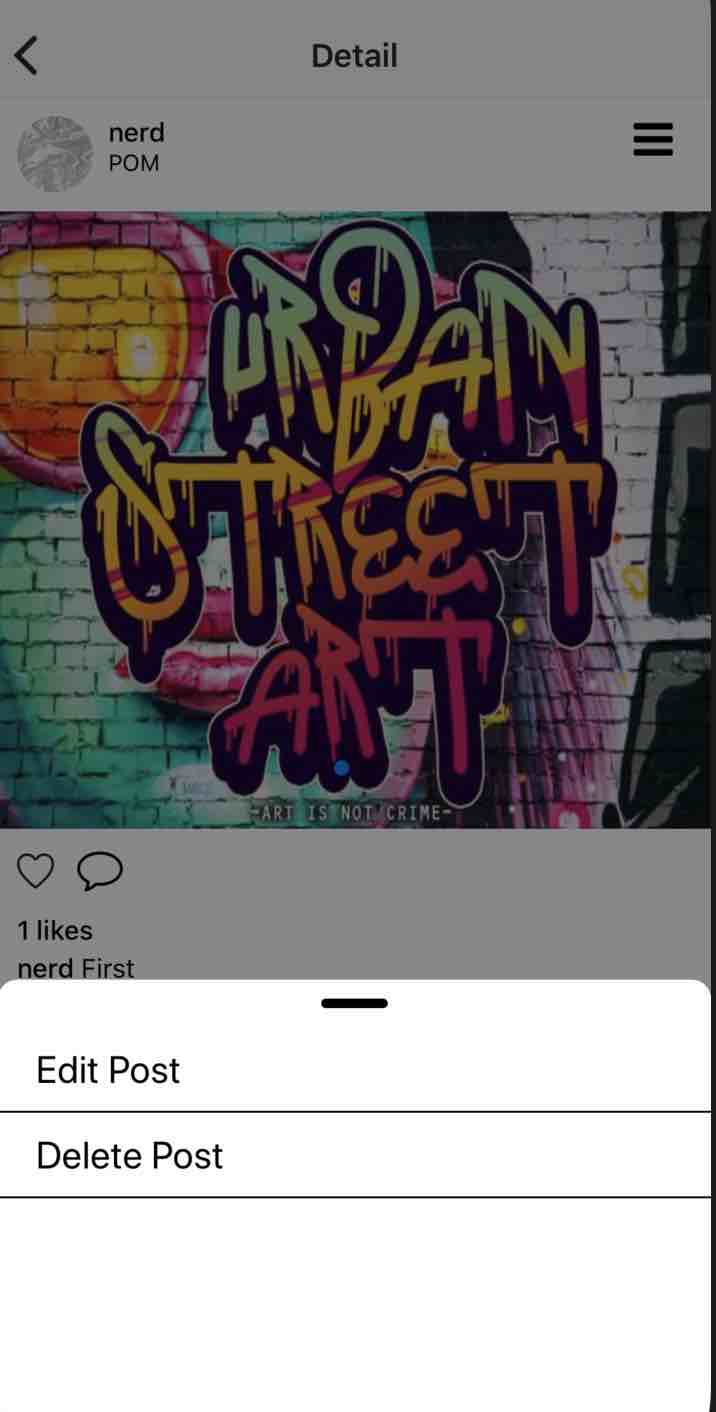 Detail
nerd
POM
URBAN
STREET
ART
-ART IS NOT CRIME-
1 likes
nerd First
Edit Post
Delete Post